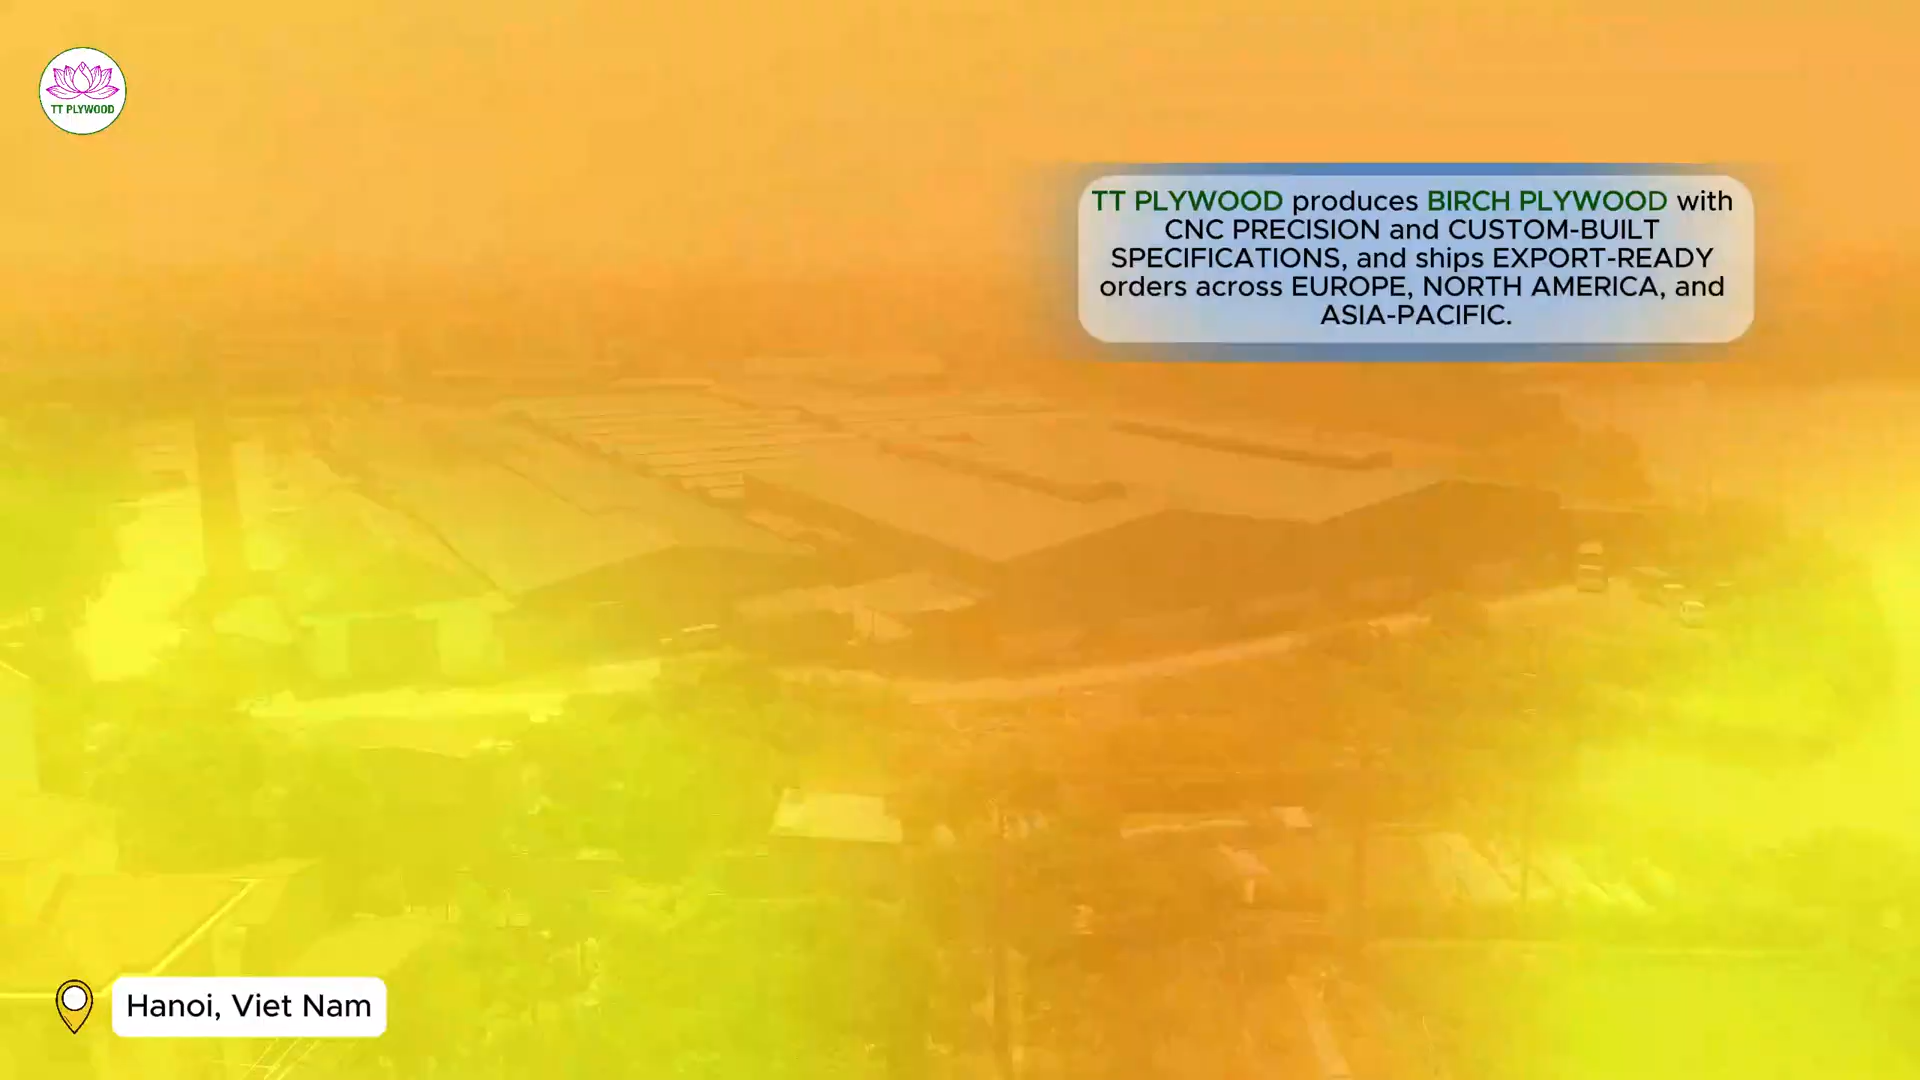 TT PLYWOOD
TT PLYWOOD produces BIRCH PLYWOOD with
CNC PRECISION and CUSTOM-BUILT
SPECIFICATIONS, and ships EXPORT-READY
orders across EUROPE, NORTH AMERICA, and
ASIA-PACIFIC.
Hanoi, Viet Nam